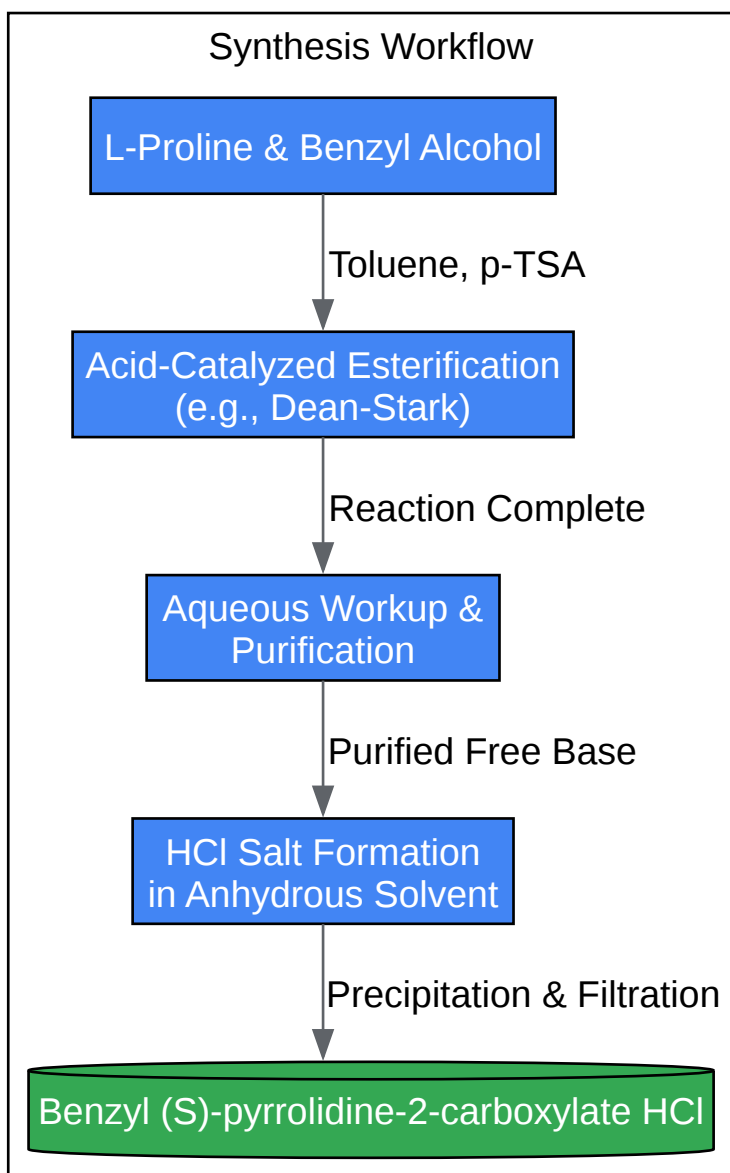 Synthesis Workflow
L-Proline & Benzyl Alcohol
Toluene, p-TSA
Acid-Catalyzed Esterification
(e.g., Dean-Stark)
Reaction Complete
Aqueous Workup &
Purification
Purified Free Base
HCl Salt Formation
in Anhydrous Solvent
Precipitation & Filtration
Benzyl (S)-pyrrolidine-2-carboxylate HCl